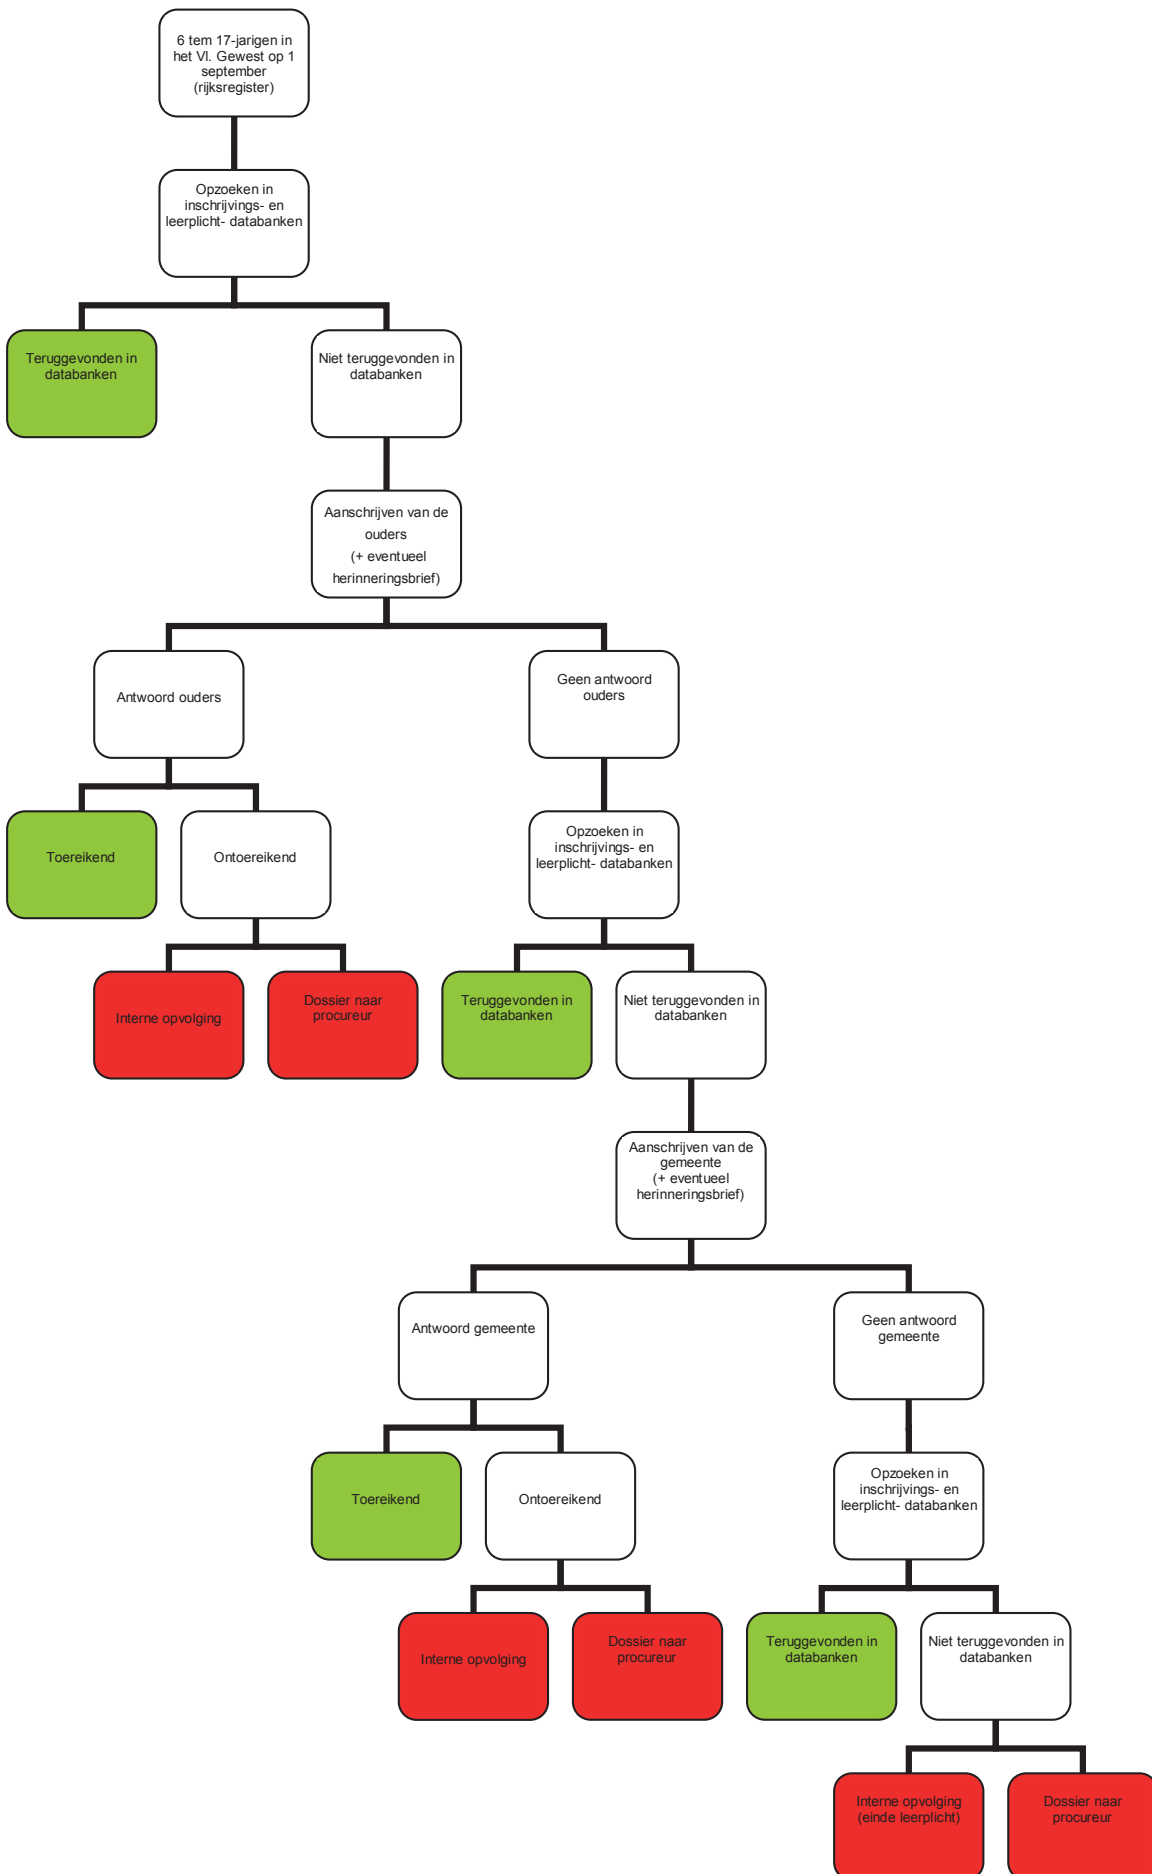 6 tem 17-jarigen in
het Vl. Gewest op 1
september
(rijksregister)
Opzoeken in
inschrijvings- en
leerplicht- databanken
Teruggevonden in
databanken
Niet teruggevonden in
databanken
Aanschrijven van de
ouders
(+ eventueel
herinneringsbrief)
Antwoord ouders
Geen antwoord
ouders
Toereikend
Ontoereikend
Opzoeken in
inschrijvings- en
leerplicht- databanken
Interne opvolging
Dossier naar
procureur
Teruggevonden in
databanken
Niet teruggevonden in
databanken
Aanschrijven van de
gemeente
(+ eventueel
herinneringsbrief)
Antwoord gemeente
Geen antwoord
gemeente
Toereikend
Ontoereikend
Opzoeken in
inschrijvings- en
leerplicht- databanken
Interne opvolging
Dossier naar
procureur
Teruggevonden in
databanken
Niet teruggevonden in
databanken
Interne opvolging
(einde leerplicht)
Dossier naar
procureur